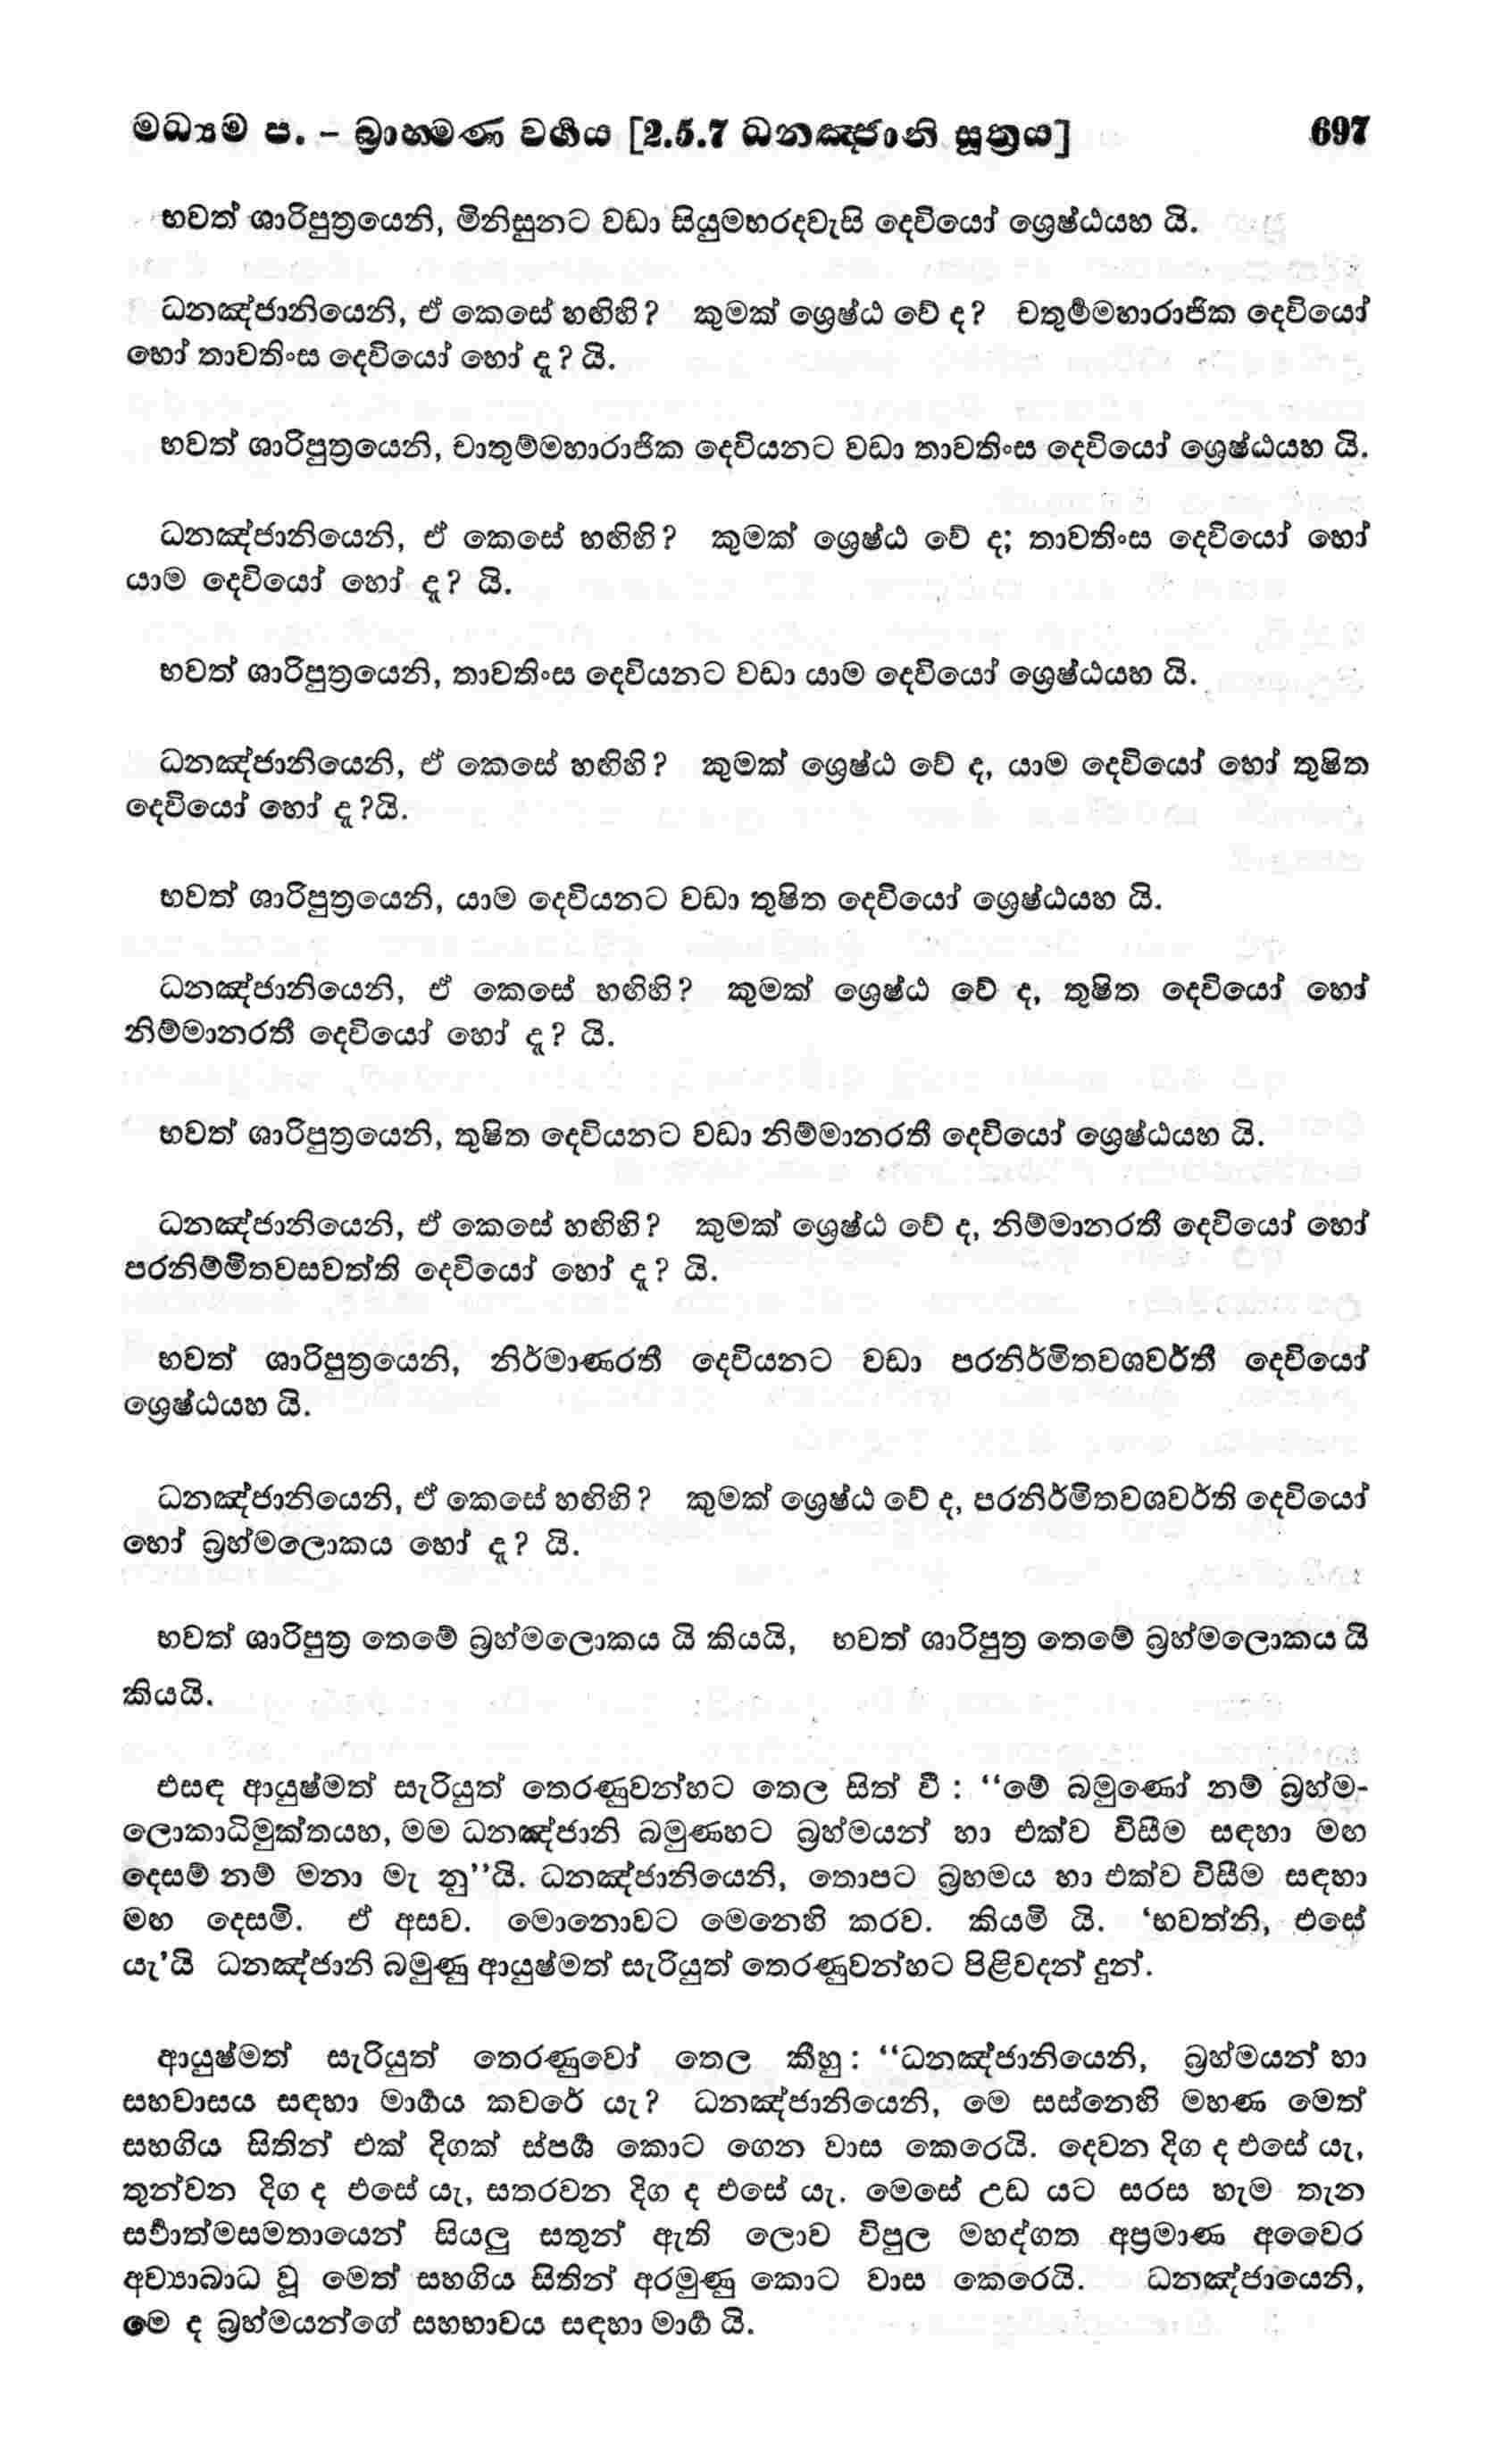 මධ්‍යම ප. – බ්‍රාහමණ වර්‍ගය [2.5.7 ධනඤ්ජානි සූත්‍රය] 697
භවත් ශාරිපුත්‍රයෙනි, මිනිසුනට වඩා සියුමහරදවැසි දෙවියෝ ශ්‍රෙෂ්ඨයහ යි.
ධනඤ්ජානියෙනි, ඒ කෙසේ හඟිහි? කුමක් ශ්‍රෙෂ්ඨ වේ ද? චතුර්‍මමහාරාජික දෙවියෝ
හෝ තාවතිංස දෙවියෝ හෝ දැ? යි.
භවත් ශාරිපුත්‍රයෙනි, චාතුම්මහාරාජික දෙවියනට වඩා තාවතිංස දෙවියෝ ශ්‍රෙෂ්ඨයහ යි.
ධනඤ්ජානියෙනි, ඒ කෙසේ හඟිහි? කුමක් ශ්‍රෙෂ්ඨ වේ ද; තාවතිංස දෙවියෝ හෝ
යාම දෙවියෝ හෝ දැ? යි.
භවත් ශාරිපුත්‍රයෙනි, තාවතිංස දෙවියනට වඩා යාම දෙවියෝ ශ්‍රෙෂ්ඨයහ යි.
ධනඤ්ජානියෙනි, ඒ කෙසේ හඟිහි? කුමක් ශ්‍රෙෂ්ඨ වේ ද, යාම දෙවියෝ හෝ තුෂිත
දෙවියෝ හෝ දැ?යි.
භවත් ශාරිපුත්‍රයෙනි, යාම දෙවියනට වඩා තුෂිත දෙවියෝ ශ්‍රෙෂ්ඨයහ යි.
ධනඤ්ජානියෙනි, ඒ කෙසේ හඟිහි? කුමක් ශ්‍රෙෂ්ඨ වේ ද, තුෂිත දෙවියෝ හෝ
නිම්මානරතී දෙවියෝ හෝ දැ? යි.
භවත් ශාරිපුත්‍රයෙනි, තුෂිත දෙවියනට වඩා නිම්මානරතී දෙවියෝ ශ්‍රෙෂ්ඨයහ යි.
ධනඤ්ජානියෙනි, ඒ කෙසේ හඟිහි? කුමක් ශ්‍රෙෂ්ඨ වේ ද, නිම්මානරතී දෙවියෝ හෝ
පරනිම්මිතවසවත්ති දෙවියෝ හෝ දැ? යි.
භවත් ශාරිපුත්‍රයෙනි, නිර්මාණරතී දෙවියනට වඩා පරනිර්මිතවශවර්තී දෙවියෝ
ශ්‍රෙෂ්ඨයහ යි.
ධනඤ්ජානියෙනි, ඒ කෙසේ හඟිහි? කුමක් ශ්‍රෙෂ්ඨ වේ ද, පරනිර්මිතවශවර්ති දෙවියෝ
හෝ බ්‍රහ්මලොකය හෝ දැ? යි.
භවත් ශාරිපුත්‍ර තෙමේ බ්‍රහ්මලොකය යි කියයි, භවත් ශාරිපුත්‍ර තෙමේ බ්‍රහ්මලොකය යි
කියයි.
එසඳ ආයුෂ්මත් සැරියුත් තෙරණුවන්හට තෙල සිත් වී : “මේ බමුණෝ නම් බ්‍රහ්ම-
ලොකාධිමුක්තයහ, මම ධනඤ්ජානි බමුණහට බ්‍රහ්මයන් හා එක්ව විසීම සඳහා මඟ
දෙසම් නම් මනා මැ නු”යි. ධනඤ්ජානියෙනි, තොපට බ්‍රහමය හා එක්ව විසීම සඳහා
මඟ දෙසමි. ඒ අසව. මොනොවට මෙනෙහි කරව. කියමි යි. ‘භවත්නි, එසේ
යැ’යි ධනඤ්ජානි බමුණු ආයුෂ්මත් සැරියුත් තෙරණුවන්හට පිළිවදන් දුන්.
ආයුෂ්මත් සැරියුත් තෙරණුවෝ තෙල කීහු: “ධනඤ්ජානියෙනි, බ්‍රහ්මයන් හා
සහවාසය සඳහා මාර්‍ගය කවරේ යැ? ධනඤ්ජානියෙනි, මෙ සස්නෙහි මහණ මෙත්
සහගිය සිතින් එක් දිගක් ස්පර්‍ශ කොට ගෙන වාස කෙරෙයි. දෙවන දිග ද එසේ යැ,
තුන්වන දිග ද එසේ යැ, සතරවන දිග ද එසේ යැ. මෙසේ උඩ යට සරස හැම තැන
සර්‍වාත්මසමතායෙන් සියලු සතුන් ඇති ලොව විපුල මහද්ගත අප්‍රමාණ අවෛර
අව්‍යාබාධ වූ මෙත් සහගිය සිතින් අරමුණු කොට වාස කෙරෙයි. ධනඤ්ජායෙනි,
මෙ ද බ්‍රහ්මයන්ගේ සහභාවය සඳහා මාර්‍ග යි.